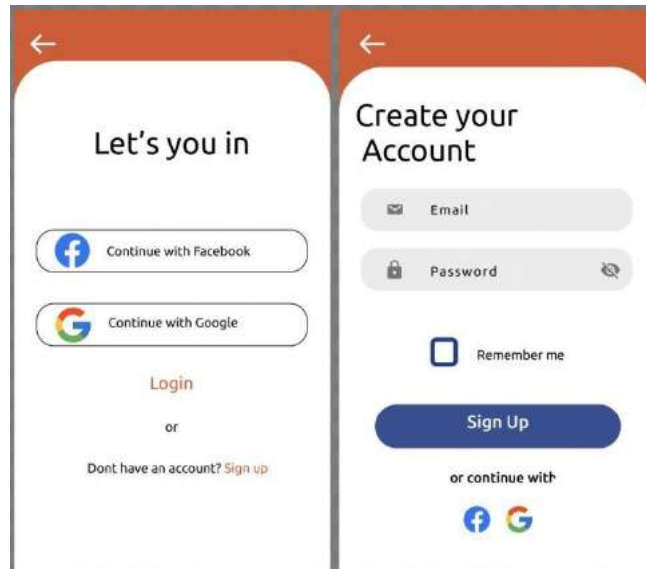 Let's you in
Continue with Facebook
Continue with Google
Login
or
Dont have an account? Sign up
Create your
Account
Email
Password
Remember me
Sign Up
or continue with